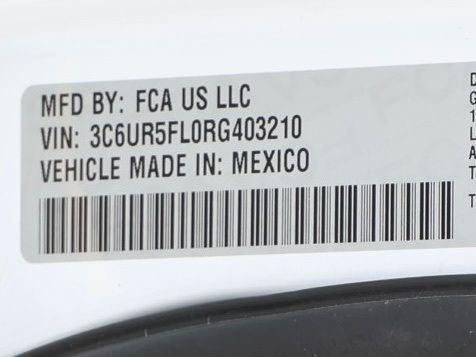 MFD BY: FCA US LLC
VIN: 3C6UR5FL0RG403210
VEHICLE MADE IN: MEXICO